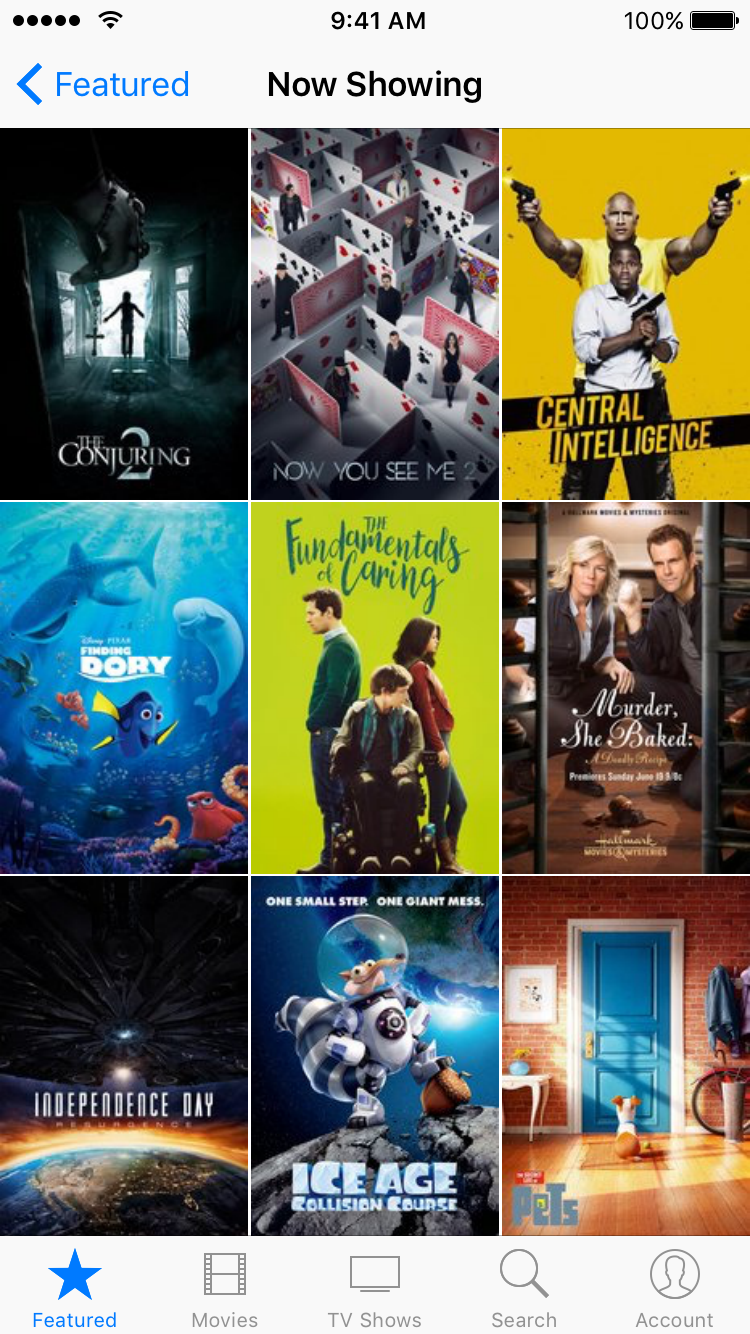 9:41 AM
100%
Featured
Now Showing
THE
CONJURING
2
NOW YOU SEE ME 2
CENTRAL
INTELLIGENCE
Disney PIXAR
FINDING
DORY
THE
Fundamentals
of Caring
A HALLMARK MOVIES & MYSTERIES ORIGINAL
Murder,
She Baked:
A Deadly Recipe
Premieres Sunday June 19 9/8c
Hallmark
MOVIES & MYSTERIES
INDEPENDENCE DAY
RESURGENCE
ONE SMALL STEP. ONE GIANT MESS.
ICE AGE
COLLISION COURSE
THE SECRET
LIFE OF
PeTs
Featured
Movies
TV Shows
Search
Account